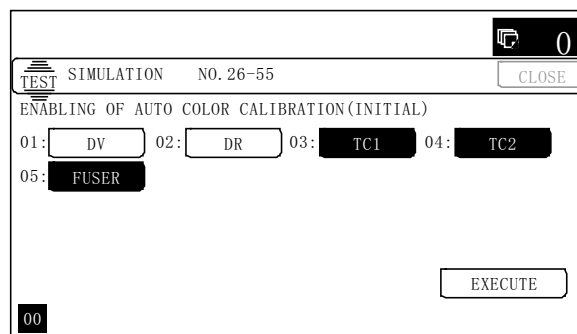 0
TEST SIMULATION NO. 26-55 CLOSE
ENABLING OF AUTO COLOR CALIBRATION(INITIAL)
01: DV 02: DR 03: TC1 04: TC2
05: FUSER
EXECUTE
00